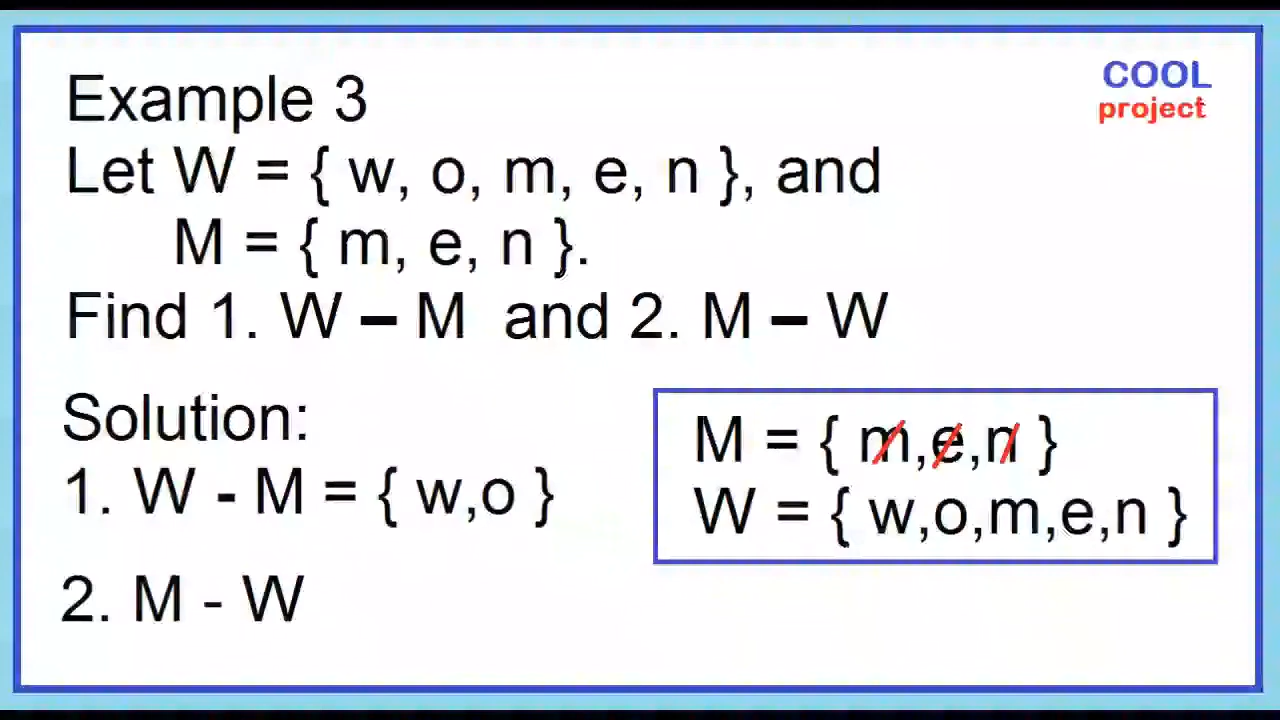 COOL
project
Example 3
Let W = { w, o, m, e, n }, and
M = { m, e, n }.
Find 1. W – M and 2. M – W
Solution:
1. W - M = { w,o }
2. M - W
M = { m,e,n }
W = { w,o,m,e,n }